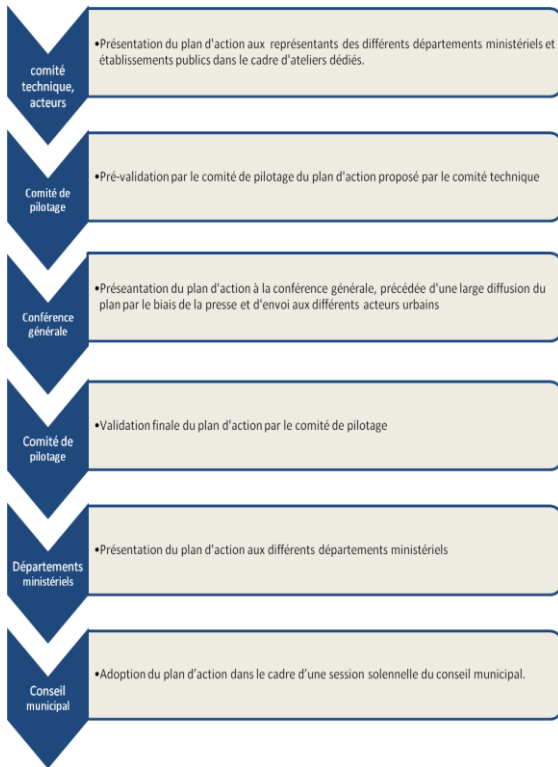 comité
technique,
acteurs
•Présentation du plan d'action aux représentants des différents départements ministériels et
établissements publics dans le cadre d'ateliers dédiés.
Comité de
pilotage
•Pré-validation par le comité de pilotage du plan d'action proposé par le comité technique
Conférence
générale
•Préseantation du plan d'action à la conférence générale, précédée d'une large diffusion du
plan par le biais de la presse et d'envoi aux différents acteurs urbains
Comité de
pilotage
•Validation finale du plan d'action par le comité de pilotage
Départements
ministériels
•Présentation du plan d'action aux différents départements ministériels
Conseil
municipal
•Adoption du plan d’action dans le cadre d’une session solennelle du conseil municipal.